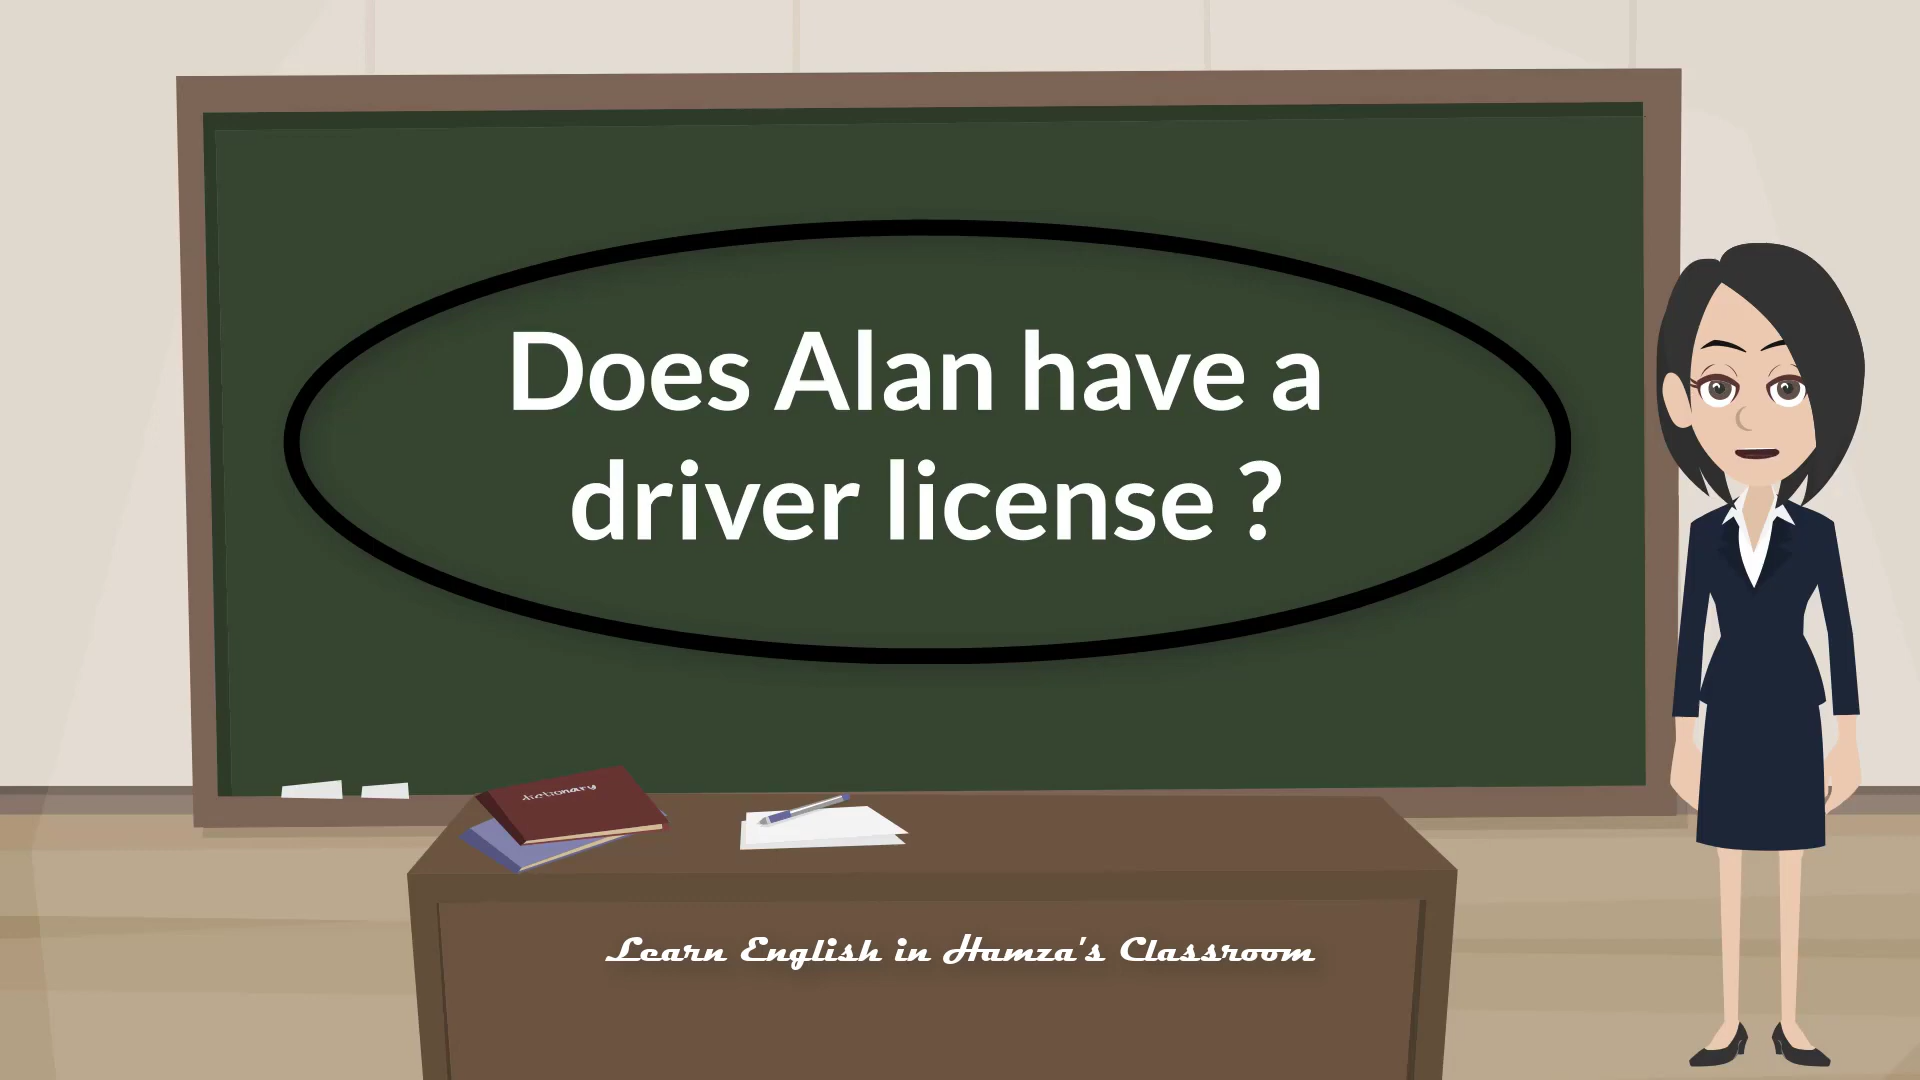 Does Alan have a
driver license ?
dictionary
Learn English in Hamza's Classroom